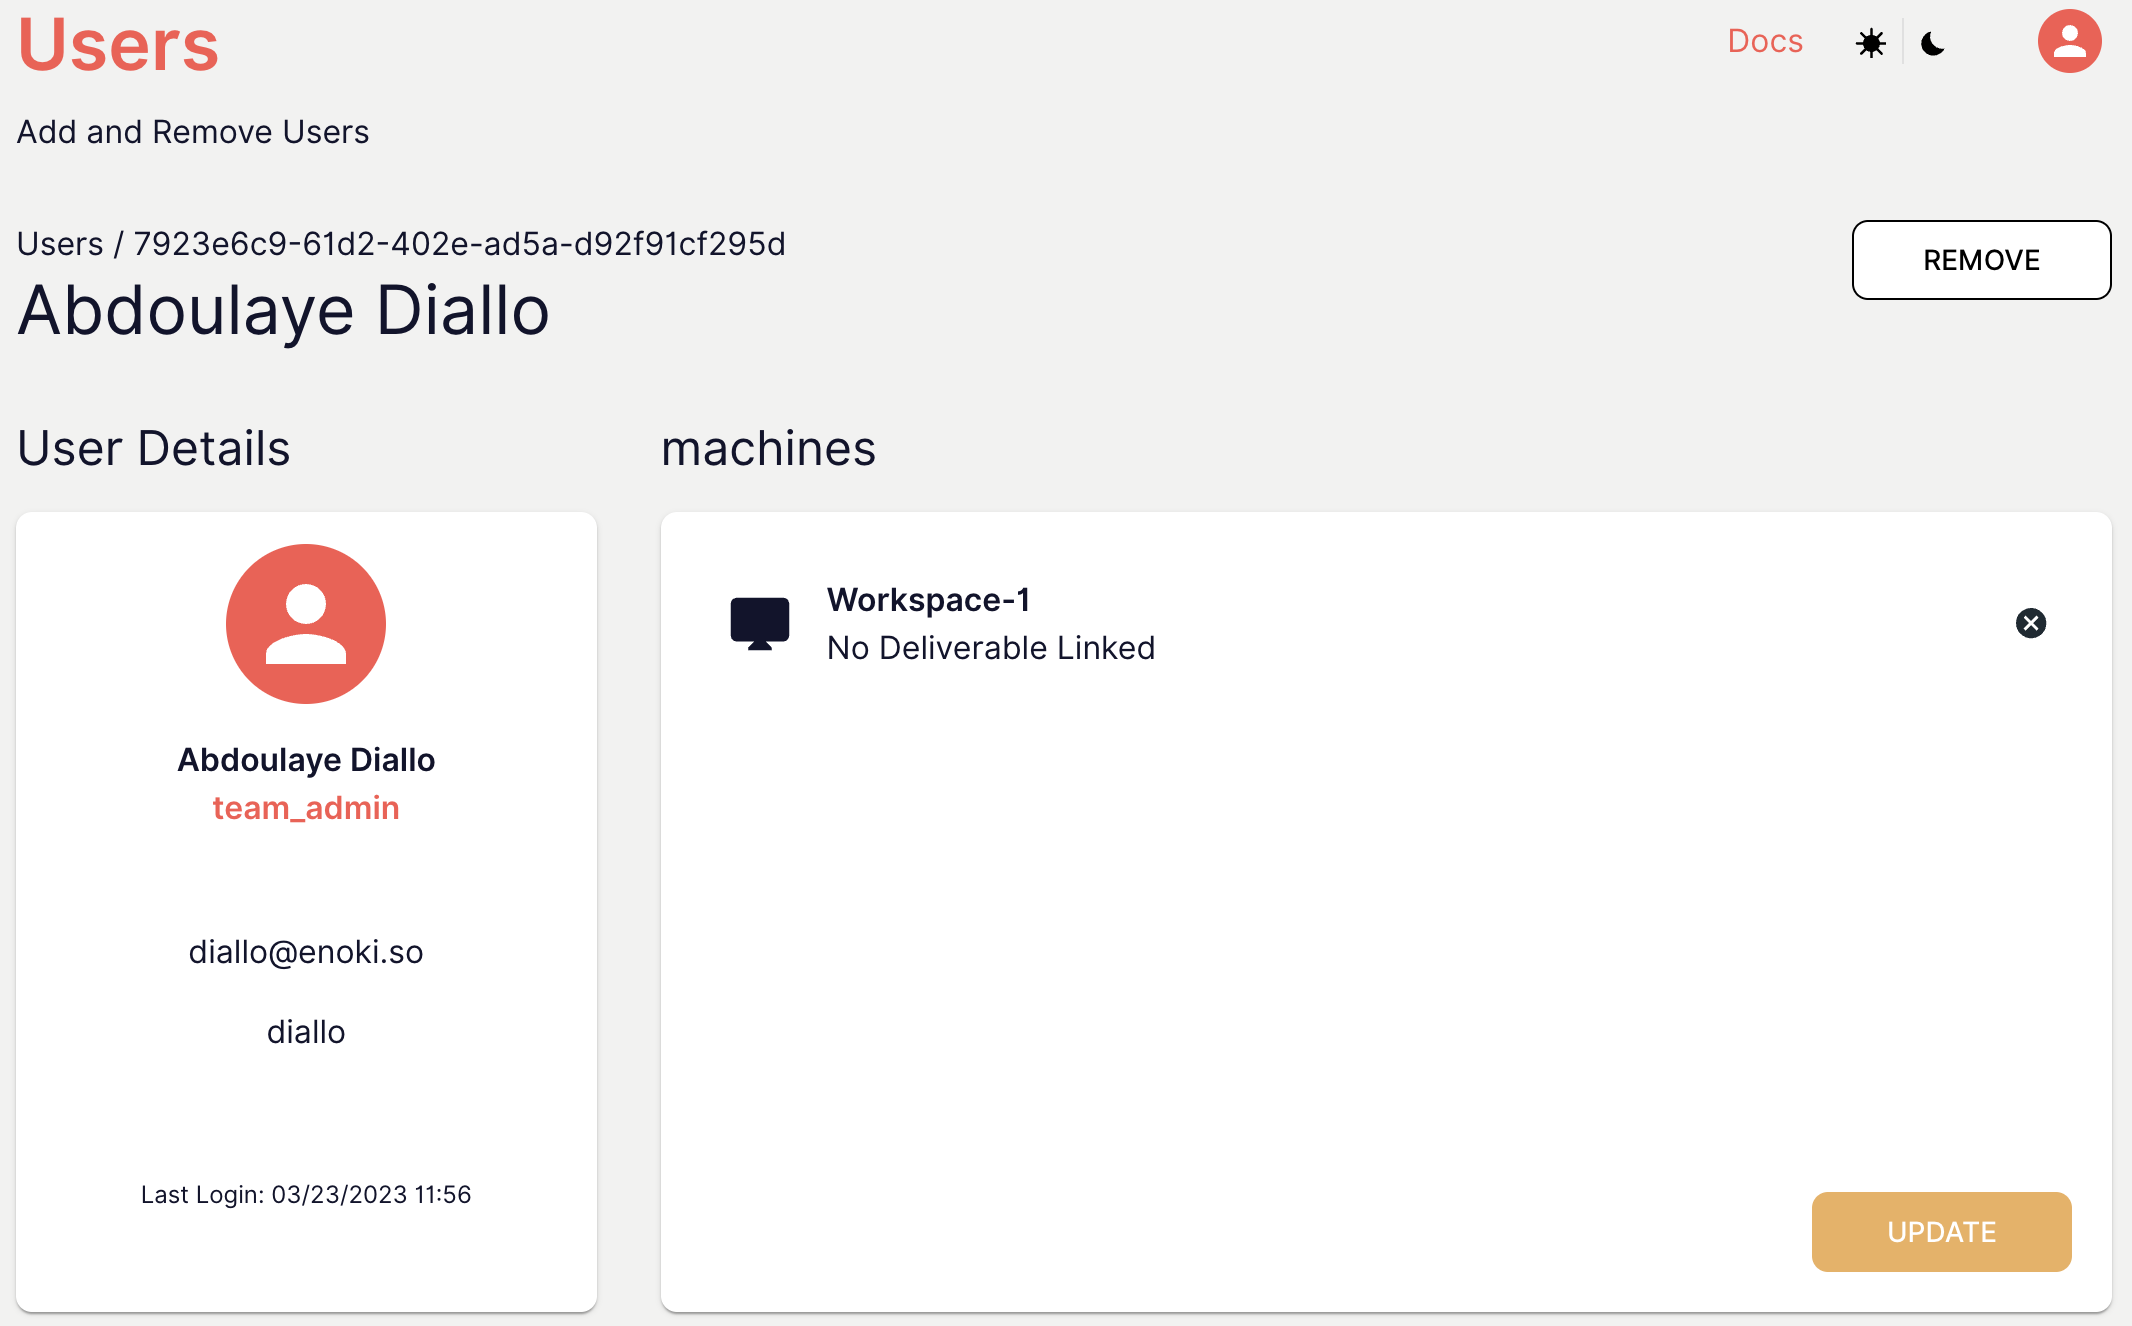 Users
Docs
Add and Remove Users
Users / 7923e6c9-61d2-402e-ad5a-d92f91cf295d
REMOVE
Abdoulaye Diallo
User Details
machines
Workspace-1
No Deliverable Linked
Abdoulaye Diallo
team_admin
diallo@enoki.so
diallo
Last Login: 03/23/2023 11:56
UPDATE